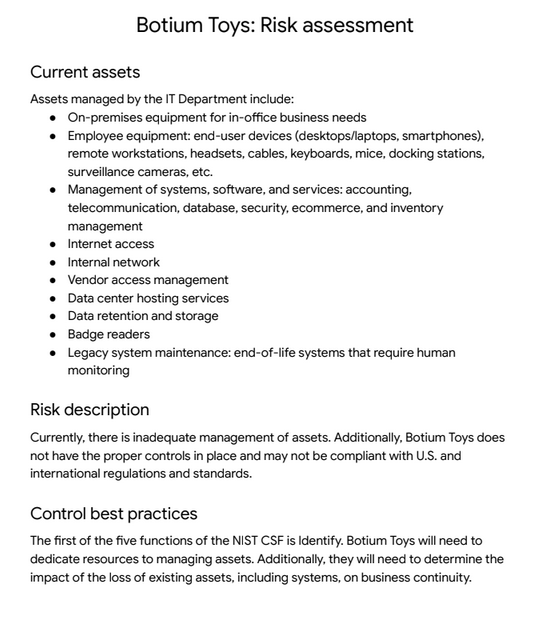 Botium Toys: Risk assessment
Current assets
Assets managed by the IT Department include:
● On-premises equipment for in-office business needs
● Employee equipment: end-user devices (desktops/laptops, smartphones),
remote workstations, headsets, cables, keyboards, mice, docking stations,
surveillance cameras, etc.
● Management of systems, software, and services: accounting,
telecommunication, database, security, ecommerce, and inventory
management
● Internet access
● Internal network
● Vendor access management
● Data center hosting services
● Data retention and storage
● Badge readers
● Legacy system maintenance: end-of-life systems that require human
monitoring
Risk description
Currently, there is inadequate management of assets. Additionally, Botium Toys does
not have the proper controls in place and may not be compliant with U.S. and
international regulations and standards.
Control best practices
The first of the five functions of the NIST CSF is Identify. Botium Toys will need to
dedicate resources to managing assets. Additionally, they will need to determine the
impact of the loss of existing assets, including systems, on business continuity.